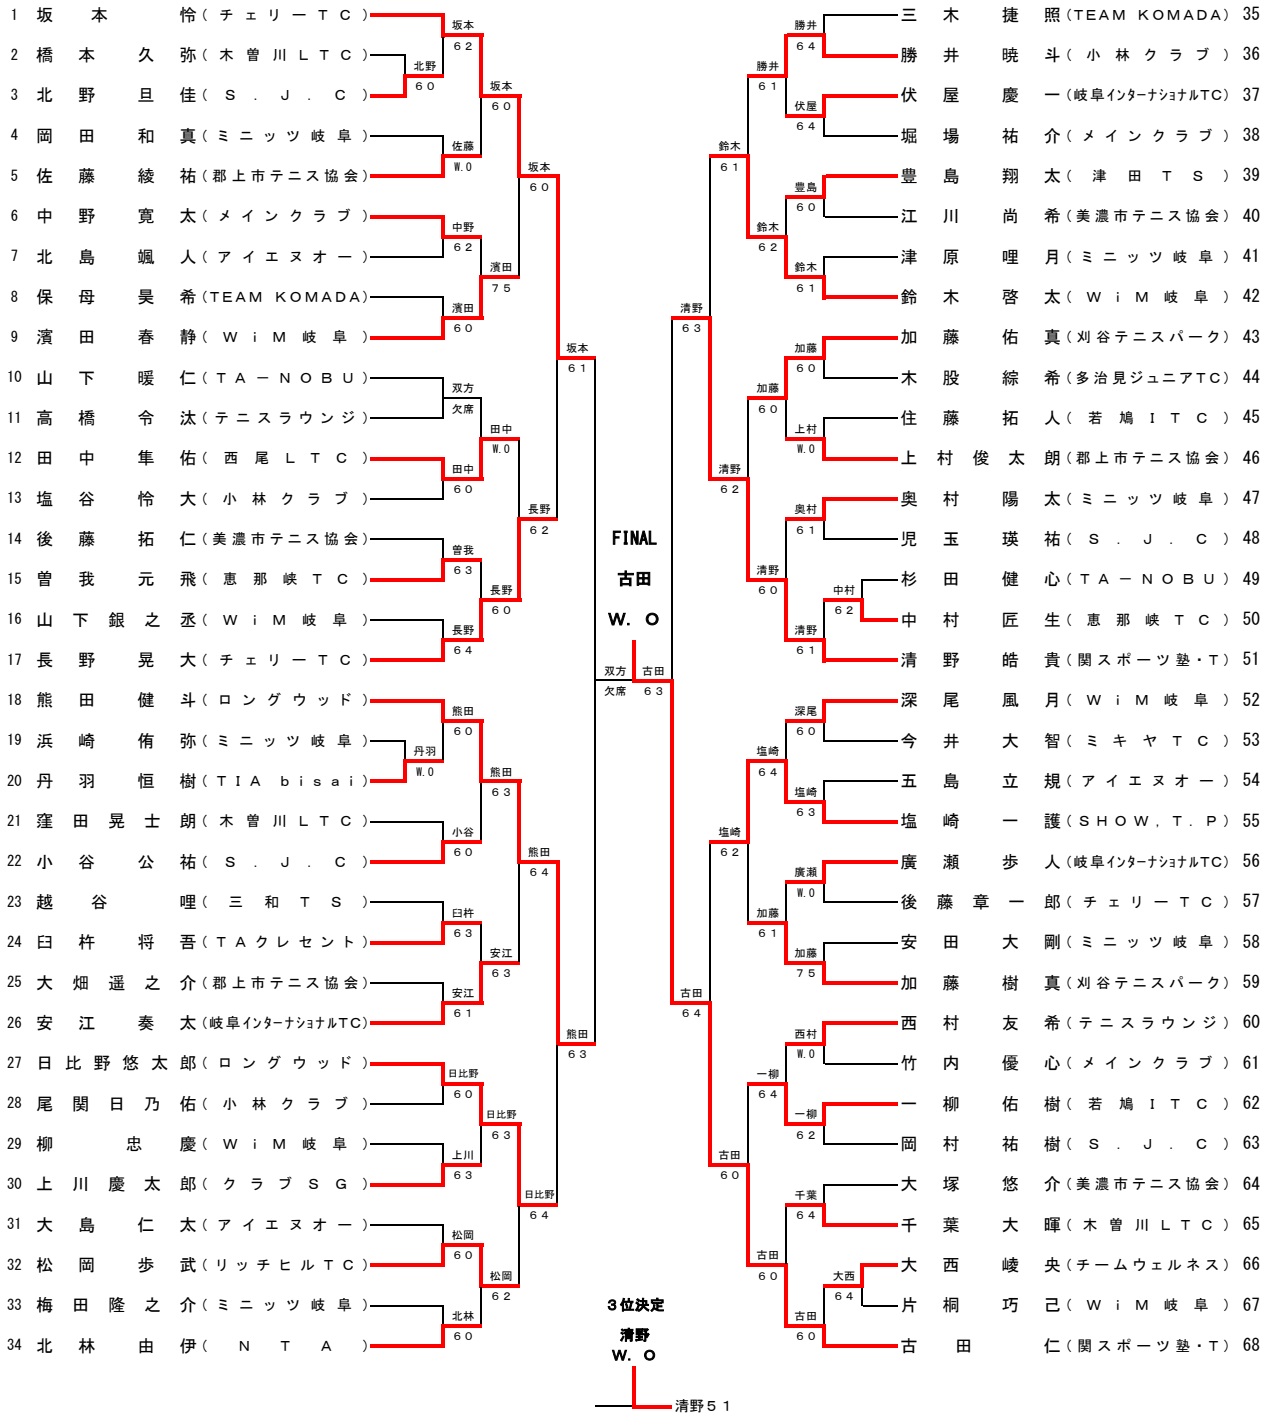 1 坂本 怜(チェリーTC)
2 橋本久弥(木曽川LTC)
3 北野旦佳(S.J.C)
4 岡田和真(ミニッツ岐阜)
5 佐藤綾祐(郡上市テニス協会)
6 中野寛太(メインクラブ)
7 北島颯人(アイエヌオー)
8 保母昊希(TEAM KOMADA)
9 濱田春静(WiM岐阜)
10 山下暖仁(TA-NOBU)
11 高橋令汰(テニスラウンジ)
12 田中隼佑(西尾LTC)
13 塩谷怜大(小林クラブ)
14 後藤拓仁(美濃市テニス協会)
15 曽我元飛(恵那峡TC)
16 山下銀之丞(WiM岐阜)
17 長野晃大(チェリーTC)
18 熊田健斗(ロングウッド)
19 浜崎侑弥(ミニッツ岐阜)
20 丹羽恒樹(TIA bisai)
21 窪田晃士朗(木曽川LTC)
22 小谷公祐(S.J.C)
23 越谷 哩(三和TS)
24 臼杵将吾(TAクレセント)
25 大畑遥之介(郡上市テニス協会)
26 安江奏太(岐阜インターナショナルTC)
27 日比野悠太郎(ロングウッド)
28 尾関日乃佑(小林クラブ)
29 柳 忠慶(WiM岐阜)
30 上川慶太郎(クラブSG)
31 大島仁太(アイエヌオー)
32 松岡歩武(リッチヒルTC)
33 梅田隆之介(ミニッツ岐阜)
34 北林由伊(NTA)
北野
60
丹羽
W.0
坂本
62
佐藤
W.0
中野
62
濱田
60
双方
欠席
田中
60
曽我
63
長野
64
熊田
60
小谷
60
臼杵
63
安江
61
日比野
60
上川
63
松岡
60
北林
60
坂本
60
濱田
75
田中
W.0
長野
60
熊田
63
安江
63
日比野
63
松岡
62
坂本
60
長野
62
熊田
64
日比野
64
坂本
61
熊田
63
双方
欠席
FINAL
古田
W. O
古田
63
3位決定
清野
W. O
清野51
清野
63
古田
64
鈴木
61
清野
62
塩崎
62
古田
60
勝井
61
鈴木
62
加藤
60
清野
60
塩崎
64
加藤
61
一柳
64
古田
60
勝井
64
伏屋
64
豊島
60
鈴木
61
加藤
60
上村
W.0
奥村
61
清野
61
深尾
60
塩崎
63
廣瀬
W.0
加藤
75
西村
W.0
一柳
62
千葉
64
古田
60
中村
62
大西
64
三木捷照(TEAM KOMADA) 35
勝井暁斗(小林クラブ) 36
伏屋慶一(岐阜インターナショナルTC) 37
堀場祐介(メインクラブ) 38
豊島翔太(津田TS) 39
江川尚希(美濃市テニス協会) 40
津原哩月(ミニッツ岐阜) 41
鈴木啓太(WiM岐阜) 42
加藤佑真(刈谷テニスパーク) 43
木股綜希(多治見ジュニアTC) 44
住藤拓人(若鳩ITC) 45
上村俊太朗(郡上市テニス協会) 46
奥村陽太(ミニッツ岐阜) 47
児玉瑛祐(S.J.C) 48
杉田健心(TA-NOBU) 49
中村匠生(恵那峡TC) 50
清野皓貴(関スポーツ塾・T) 51
深尾風月(WiM岐阜) 52
今井大智(ミキヤTC) 53
五島立規(アイエヌオー) 54
塩崎一護(SHOW,T.P) 55
廣瀬歩人(岐阜インターナショナルTC) 56
後藤章一郎(チェリーTC) 57
安田大剛(ミニッツ岐阜) 58
加藤樹真(刈谷テニスパーク) 59
西村友希(テニスラウンジ) 60
竹内優心(メインクラブ) 61
一柳佑樹(若鳩ITC) 62
岡村祐樹(S.J.C) 63
大塚悠介(美濃市テニス協会) 64
千葉大暉(木曽川LTC) 65
大西崚央(チームウェルネス) 66
片桐巧己(WiM岐阜) 67
古田 仁(関スポーツ塾・T) 68